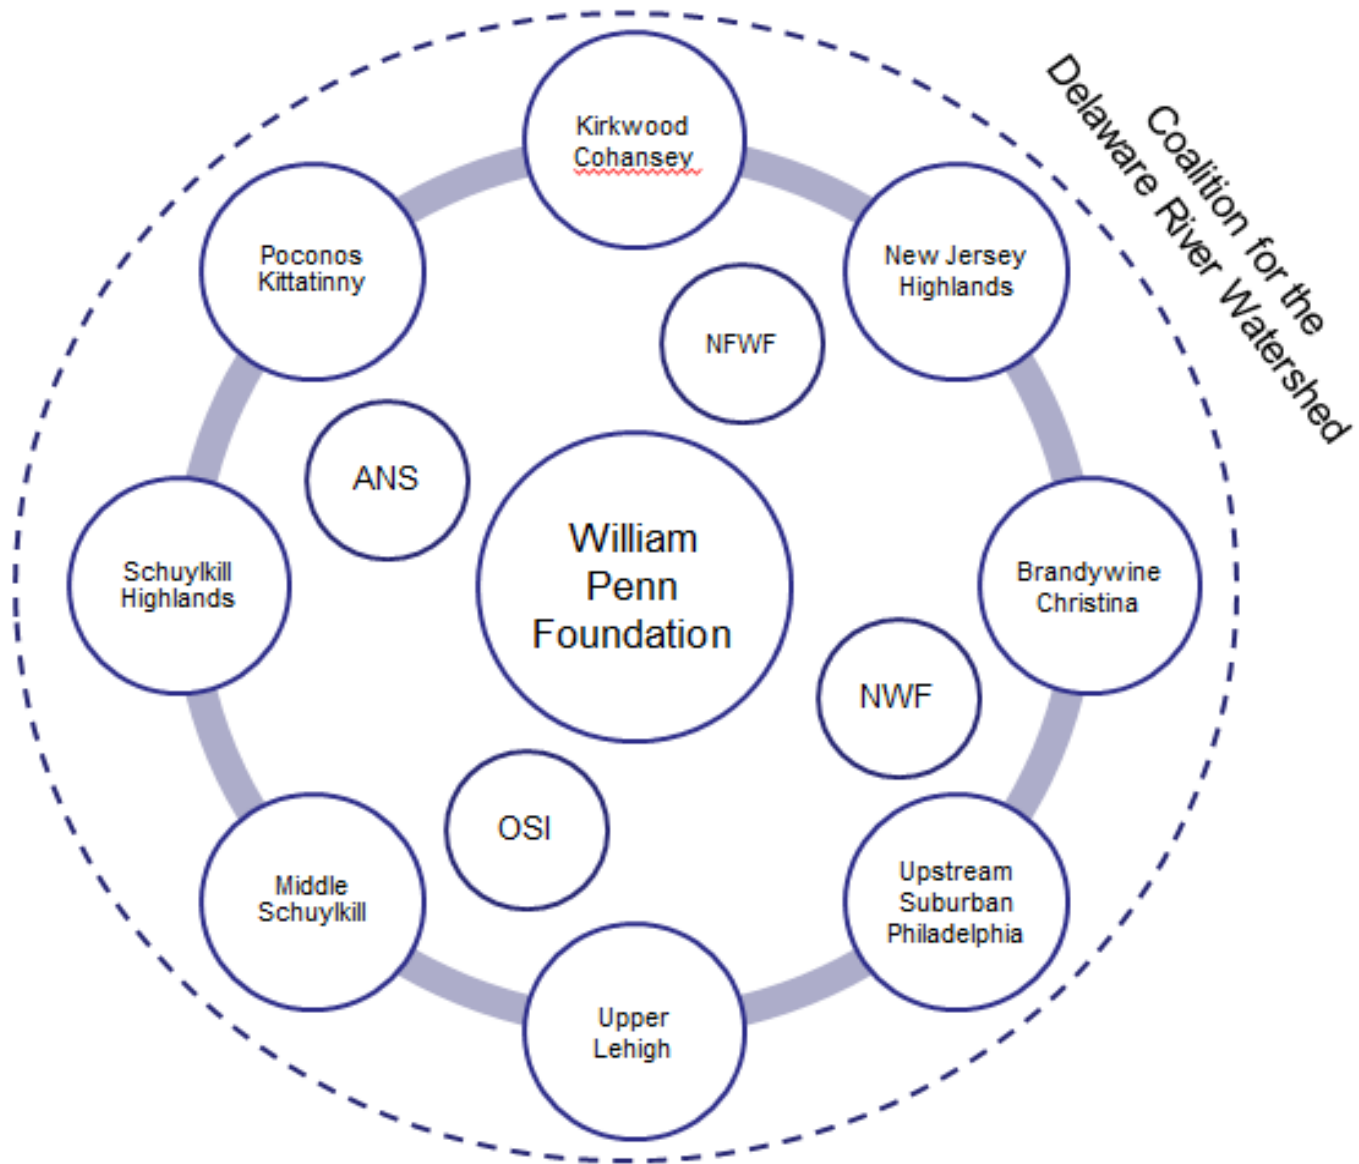 Kirkwood
Cohansey
Coalition for the
Delaware River Watershed
Poconos
Kittatinny
New Jersey
Highlands
NFWF
ANS
William
Penn
Foundation
Schuylkill
Highlands
Brandywine
Christina
NWF
OSI
Middle
Schuylkill
Upstream
Suburban
Philadelphia
Upper
Lehigh